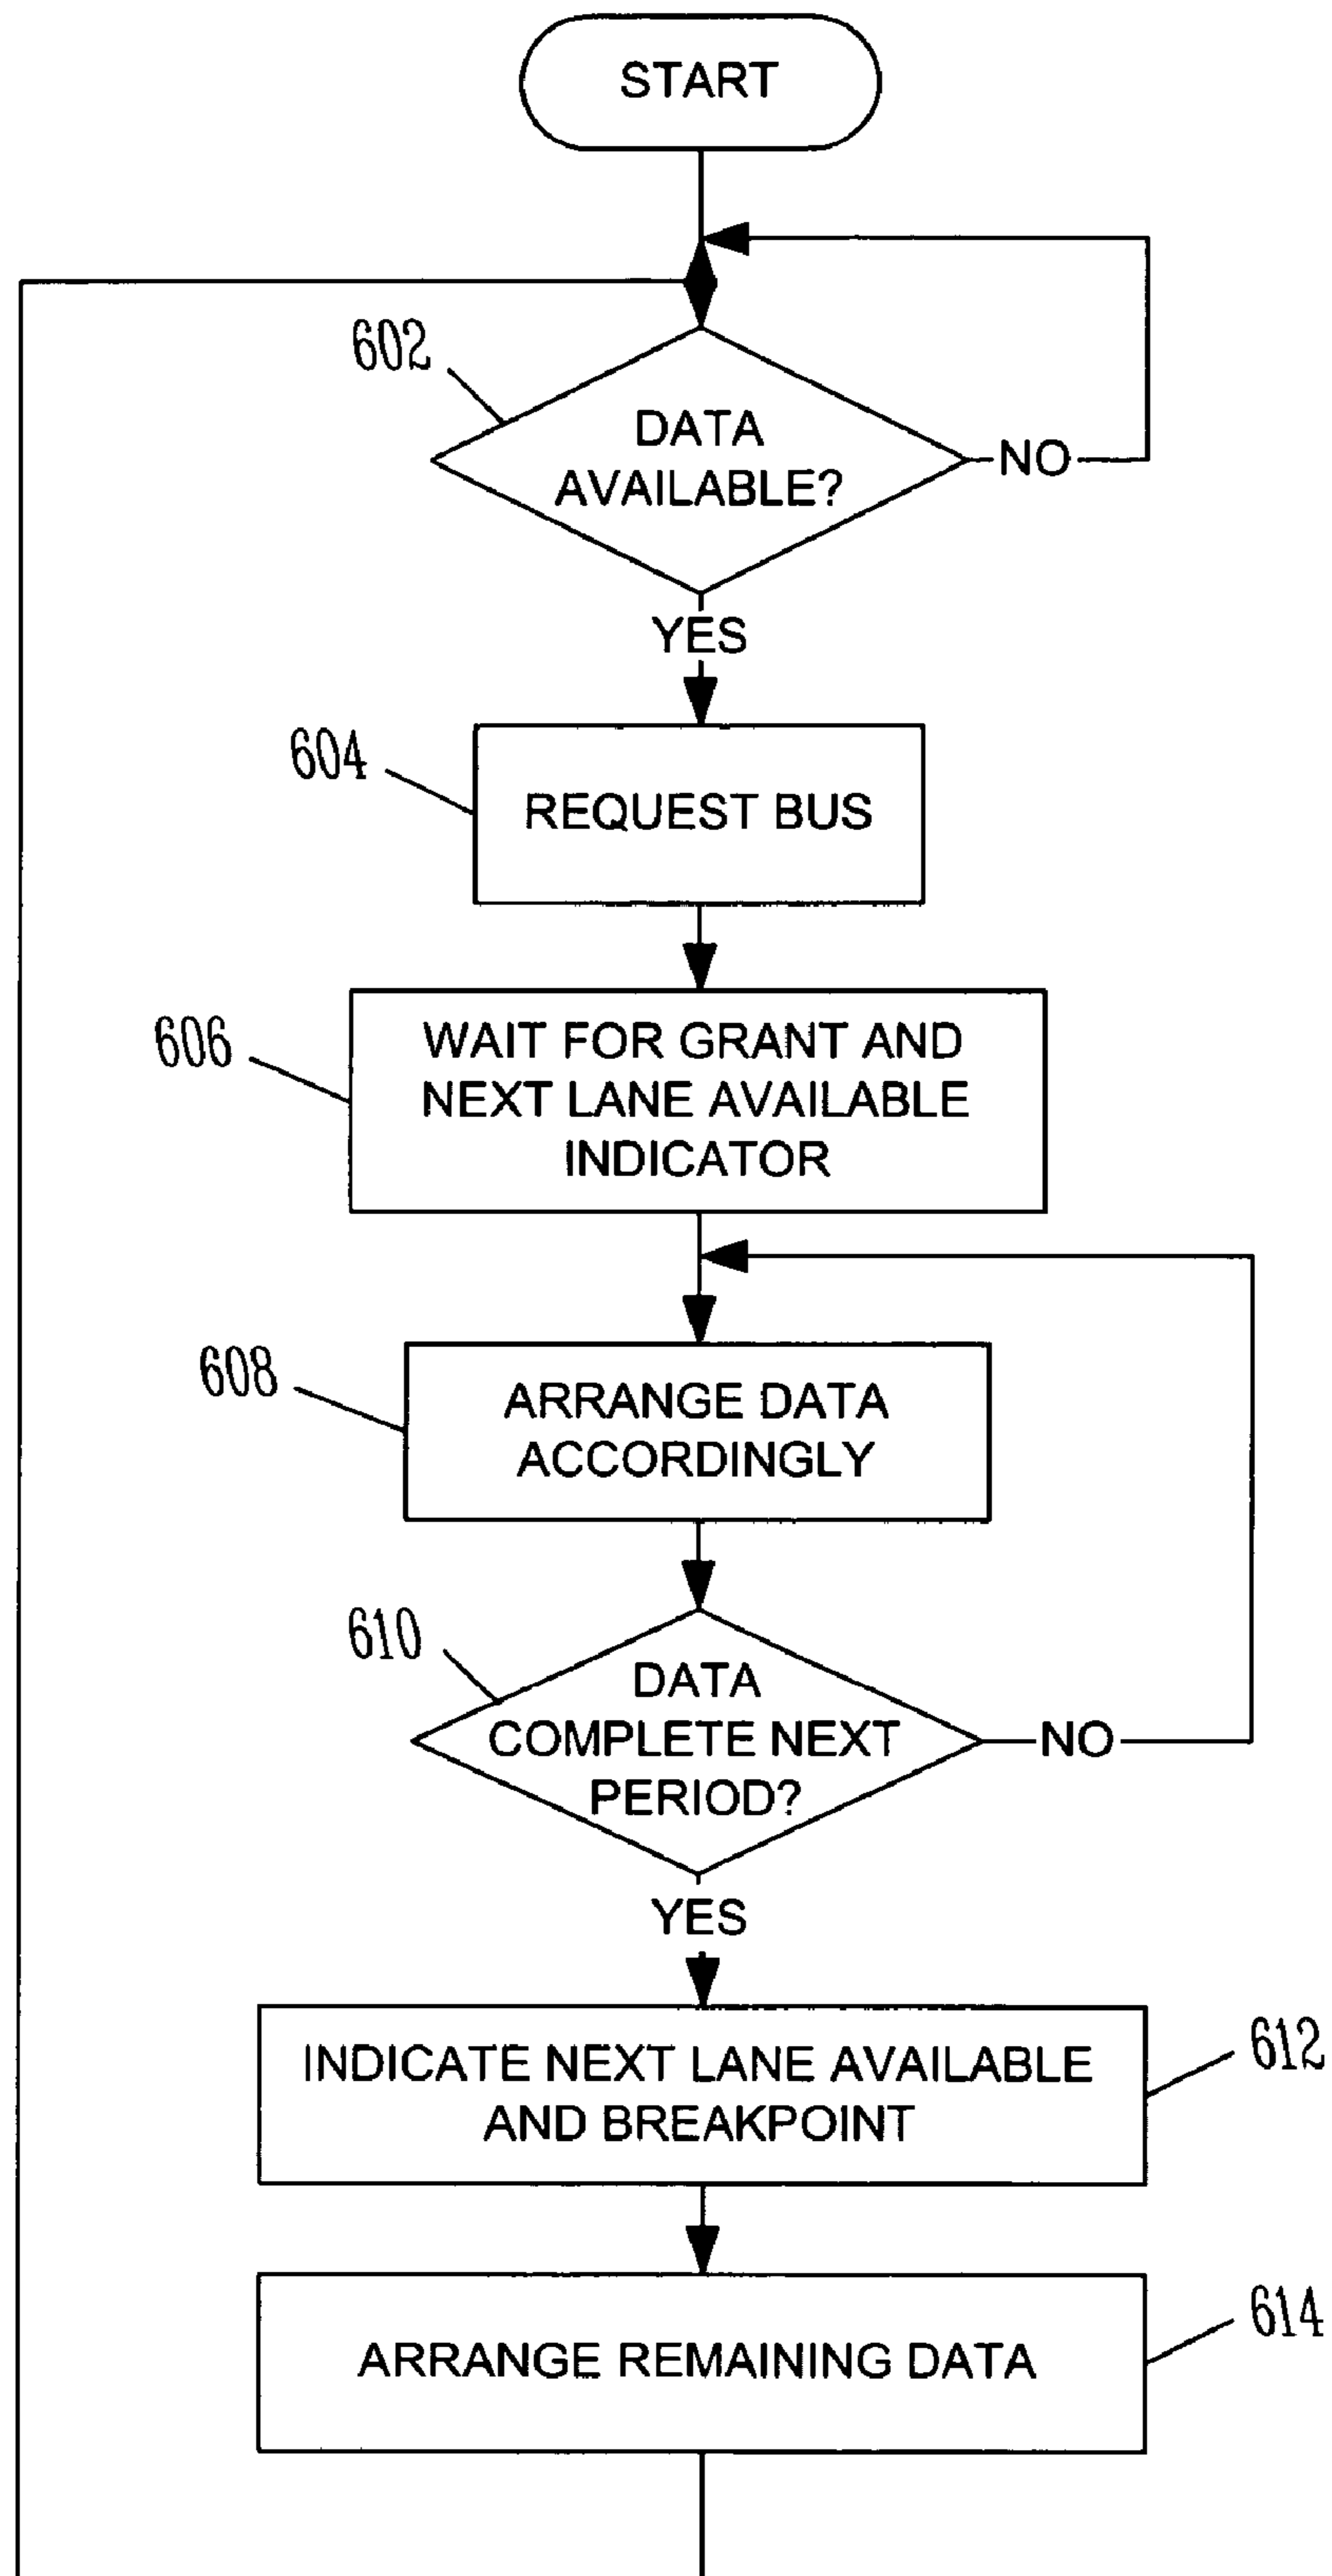 START
602
DATA
AVAILABLE?
NO
YES
604
REQUEST BUS
606
WAIT FOR GRANT AND
NEXT LANE AVAILABLE
INDICATOR
608
ARRANGE DATA
ACCORDINGLY
610
DATA
COMPLETE NEXT
PERIOD?
NO
YES
INDICATE NEXT LANE AVAILABLE
AND BREAKPOINT
612
ARRANGE REMAINING DATA
614